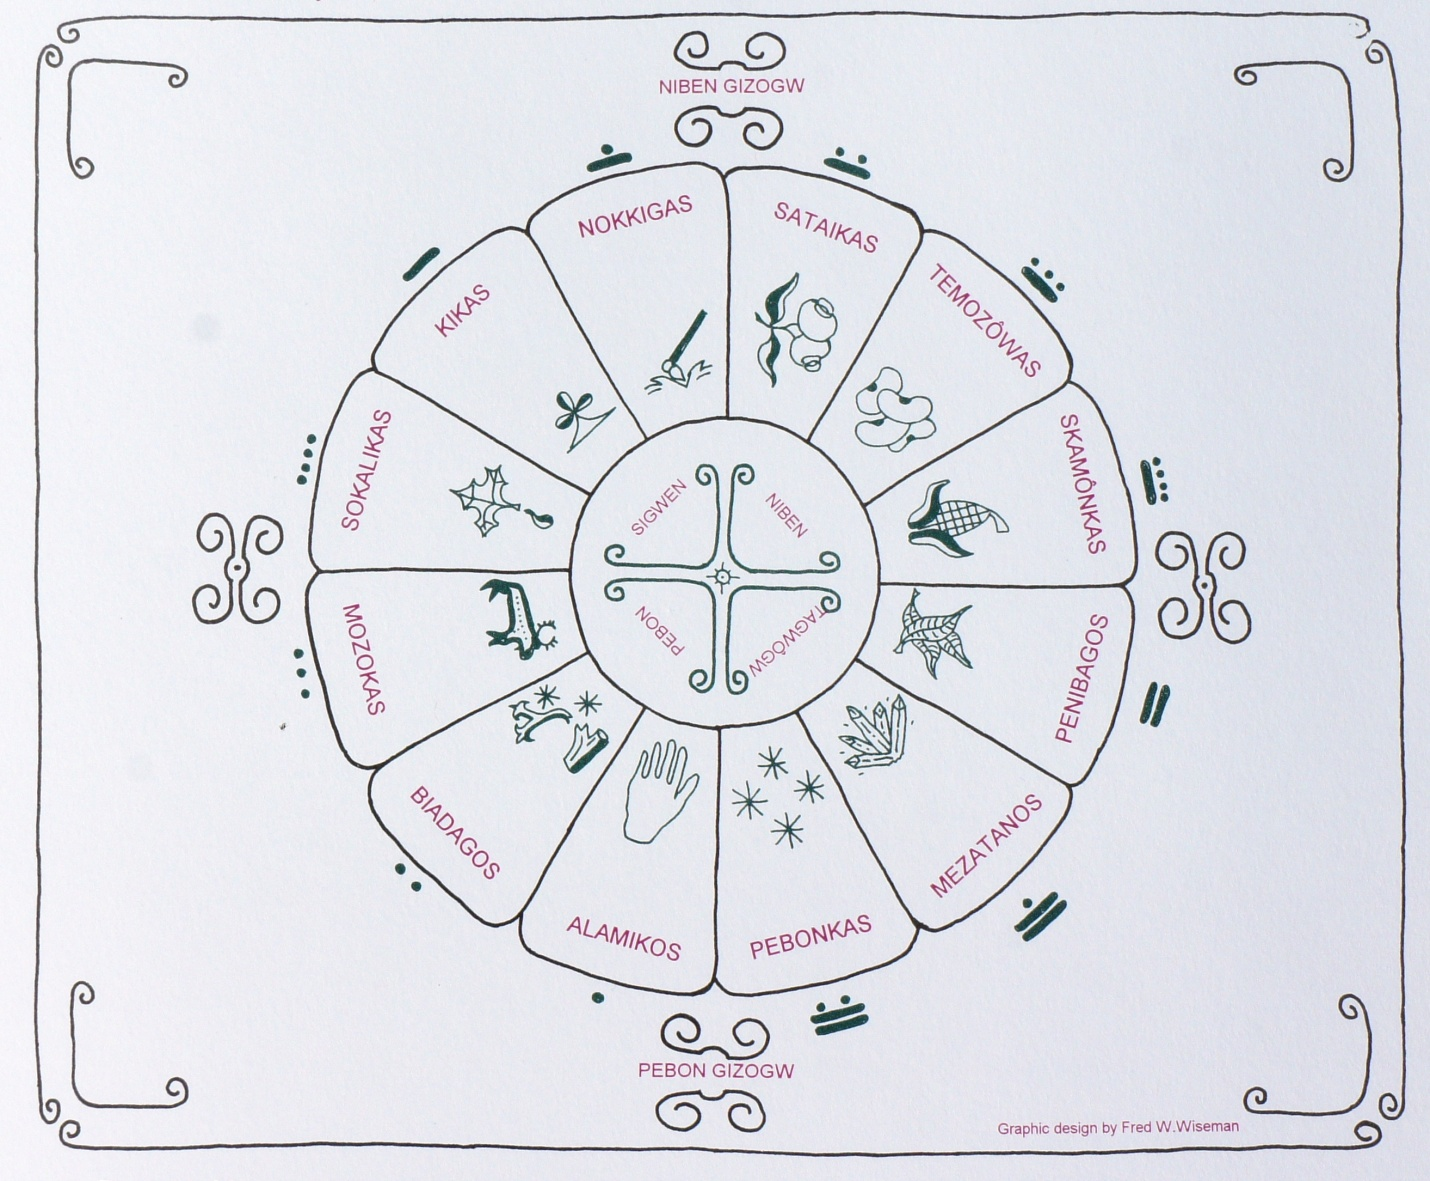 NIBEN GIZOGW
NOKKIGAS
SATAIKAS
KIKAS
TEMOZÔWAS
SOKALIKAS
SKAMÔNKAS
SIGWEN
NIBEN
PEBON
TAGWÔGW
MOZOKAS
PENIBAGOS
BIADAGOS
MEZATANOS
ALAMIKOS
PEBONKAS
PEBON GIZOGW
Graphic design by Fred W.Wiseman